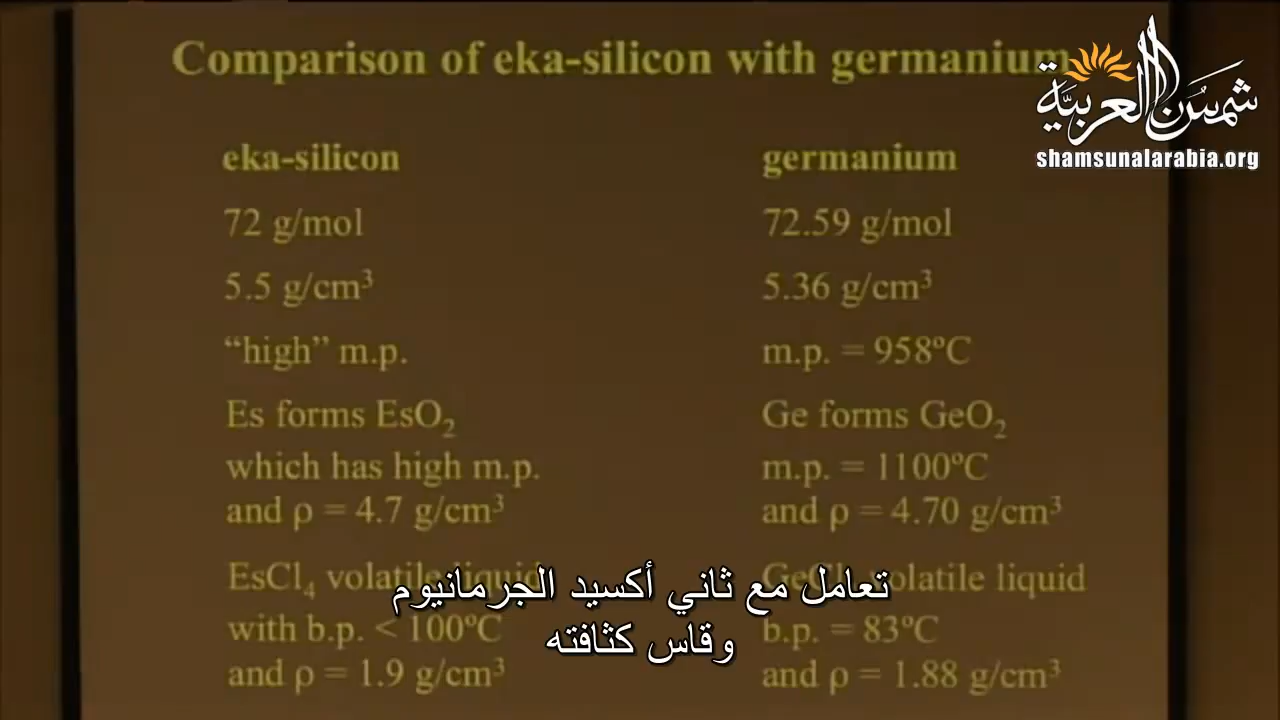 Comparison of eka-silicon with germanium
شمس العربية
shamsunalarabia.org
eka-silicon
germanium
72 g/mol
72.59 g/mol
5.5 g/cm³
5.36 g/cm³
“high” m.p.
m.p. = 958ºC
Es forms EsO₂
Ge forms GeO₂
which has high m.p.
m.p. = 1100ºC
and ρ = 4.7 g/cm³
and ρ = 4.70 g/cm³
EsCl₄ volatile liquid
GeCl₄ volatile liquid
تعامل مع ثاني أكسيد الجرمانيوم
with b.p. < 100ºC
b.p. = 83ºC
وقاس كثافته
and ρ = 1.9 g/cm³
and ρ = 1.88 g/cm³